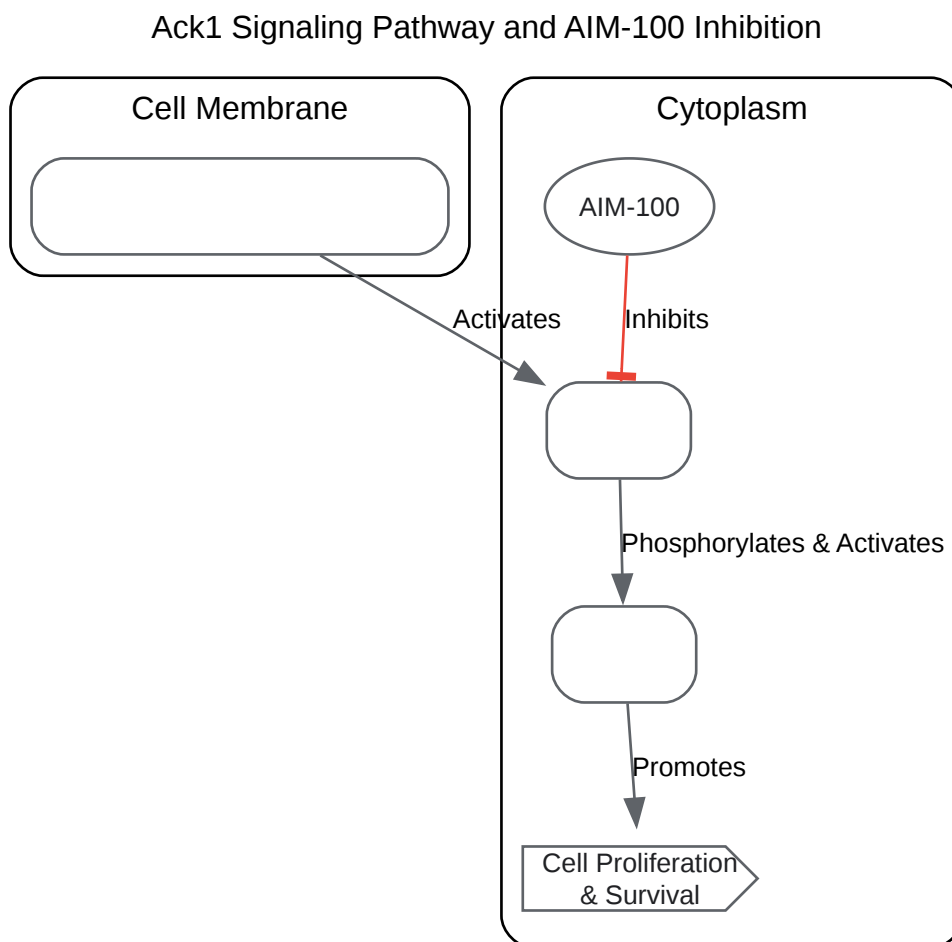 Ack1 Signaling Pathway and AIM-100 Inhibition
Cell Membrane
Cytoplasm
AIM-100
Activates
Inhibits
Phosphorylates & Activates
Promotes
Cell Proliferation
& Survival